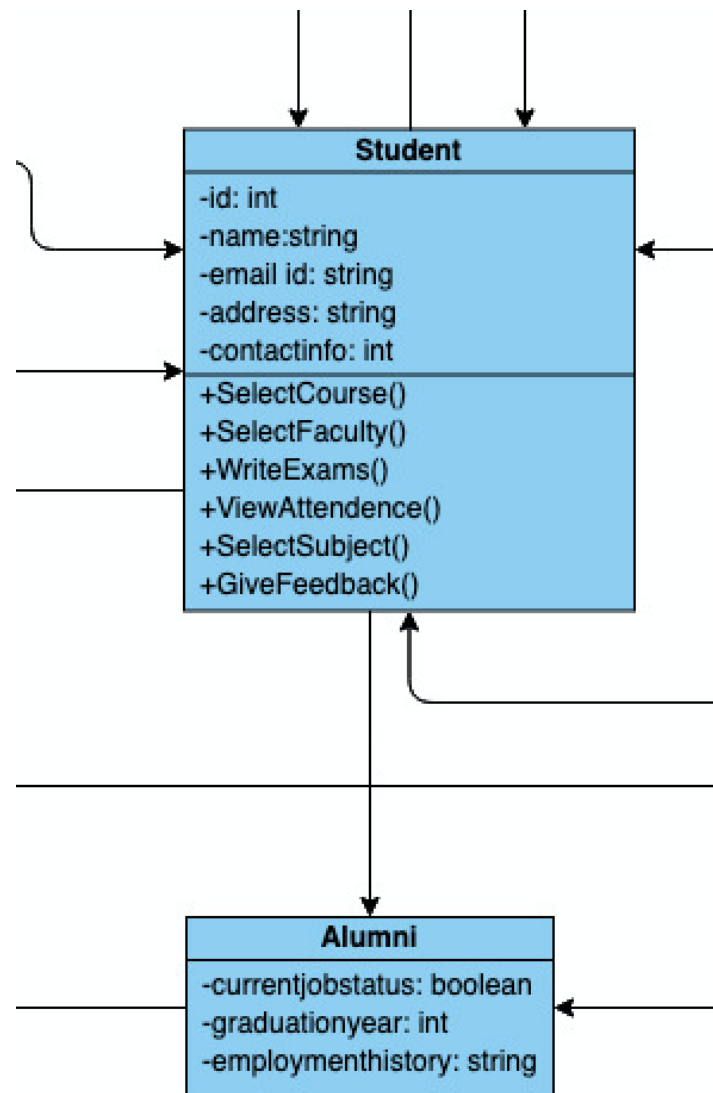 Student
-id: int
-name:string
-email id: string
-address: string
-contactinfo: int
+SelectCourse()
+SelectFaculty()
+WriteExams()
+ViewAttendence()
+SelectSubject()
+GiveFeedback()
Alumni
-currentjobstatus: boolean
-graduationyear: int
-employmenthistory: string